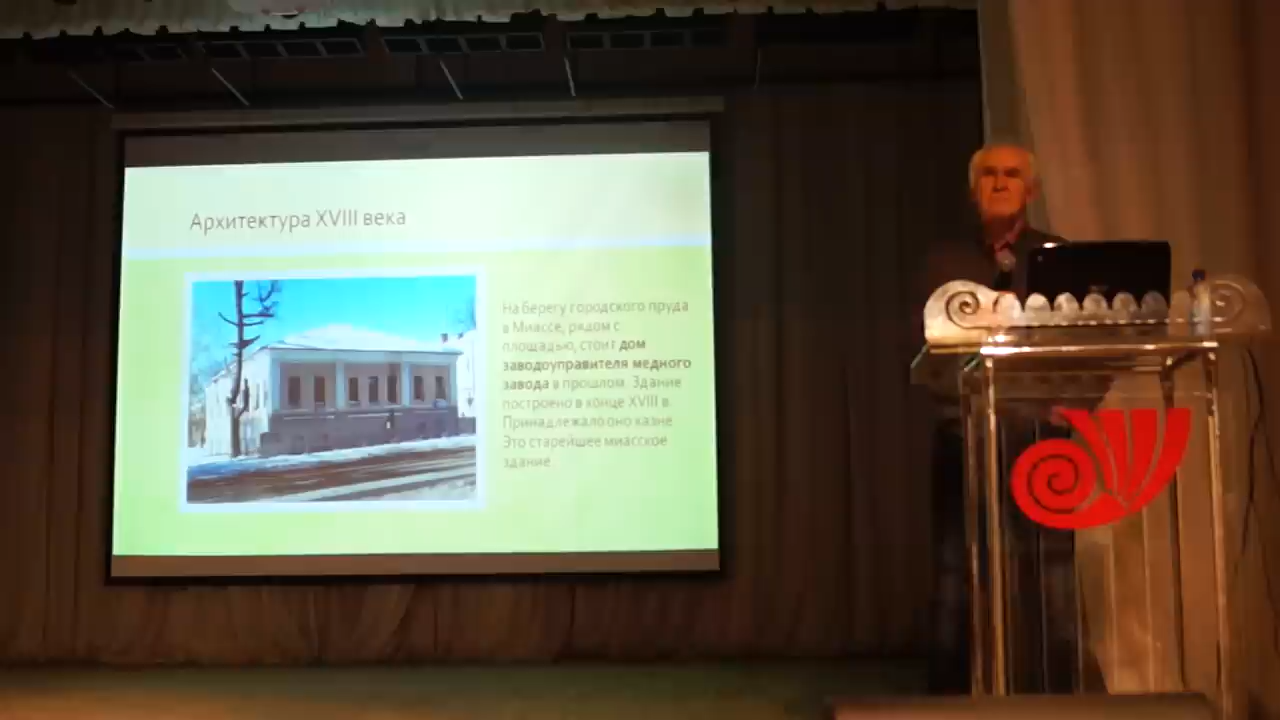 Архитектура XVIII века
На берегу городского пруда
в Миассе, рядом с
площадью, стоит дом
заводоуправителя медного
завода в прошлом. Здание
построено в конце XVIII в.
Принадлежало оно казне.
Это старейшее миасское
здание.